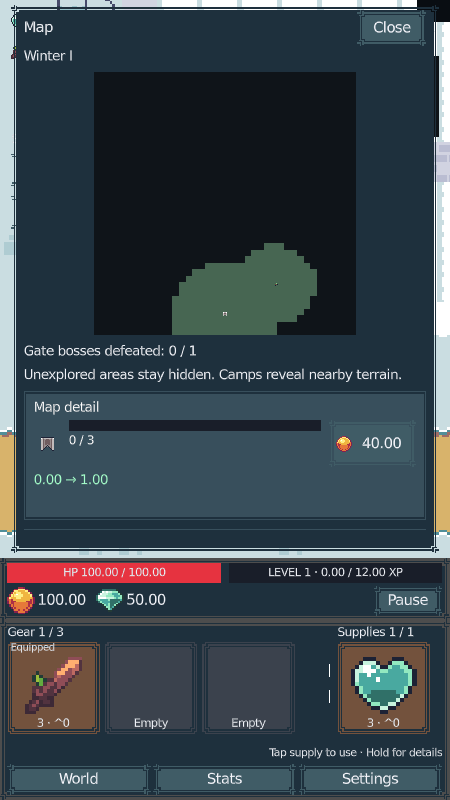 Map
Close
Winter I
Gate bosses defeated: 0 / 1
Unexplored areas stay hidden. Camps reveal nearby terrain.
Map detail
0 / 3
40.00
0.00 → 1.00
HP 100.00 / 100.00
LEVEL 1 · 0.00 / 12.00 XP
100.00
50.00
Pause
Gear 1 / 3
Supplies 1 / 1
Equipped
3 · ^0
Empty
Empty
3 · ^0
Tap supply to use · Hold for details
World
Stats
Settings